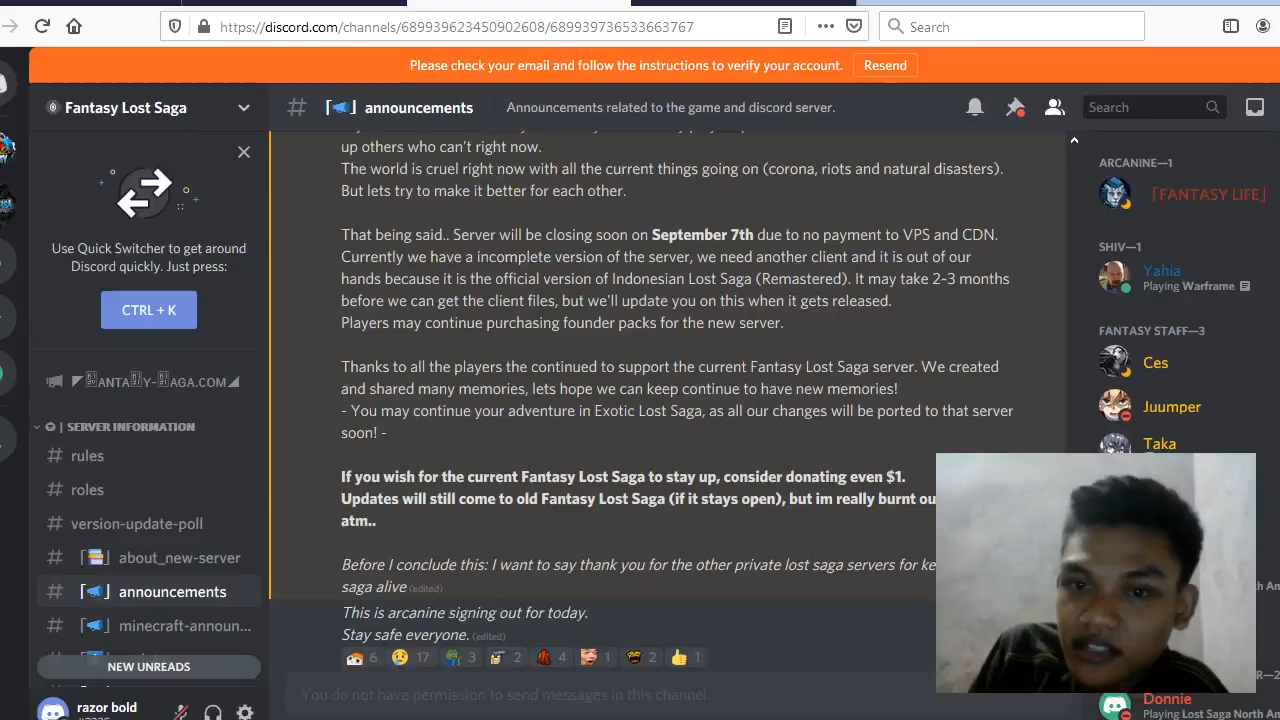 https://discord.com/channels/689939623450902608/689939736533663767
Search
Please check your email and follow the instructions to verify your account.
Resend
Fantasy Lost Saga
announcements
Announcements related to the game and discord server.
Search
Use Quick Switcher to get around
Discord quickly. Just press:
CTRL + K
SERVER INFORMATION
rules
roles
version-update-poll
about_new-server
announcements
minecraft-announ...
NEW UNREADS
razor bold
up others who can't right now.
The world is cruel right now with all the current things going on (corona, riots and natural disasters).
But lets try to make it better for each other.
That being said.. Server will be closing soon on September 7th due to no payment to VPS and CDN.
Currently we have a incomplete version of the server, we need another client and it is out of our
hands because it is the official version of Indonesian Lost Saga (Remastered). It may take 2-3 months
before we can get the client files, but we'll update you on this when it gets released.
Players may continue purchasing founder packs for the new server.
Thanks to all the players the continued to support the current Fantasy Lost Saga server. We created
and shared many memories, lets hope we can keep continue to have new memories!
- You may continue your adventure in Exotic Lost Saga, as all our changes will be ported to that server
soon! -
If you wish for the current Fantasy Lost Saga to stay up, consider donating even $1.
Updates will still come to old Fantasy Lost Saga (if it stays open), but im really burnt
atm..
Before I conclude this: I want to say thank you for the other private lost saga servers for
saga alive (edited)
This is arcanine signing out for today.
Stay safe everyone. (edited)
6 17 3 2 4 1 2 1
You do not have permission to send messages in this channel.
ARCANINE—1
「FANTASY LIFE」
SHIV—1
Yahia
Playing Warframe
FANTASY STAFF—3
Ces
Juumper
Taka
Donnie
Playing Lost Saga North